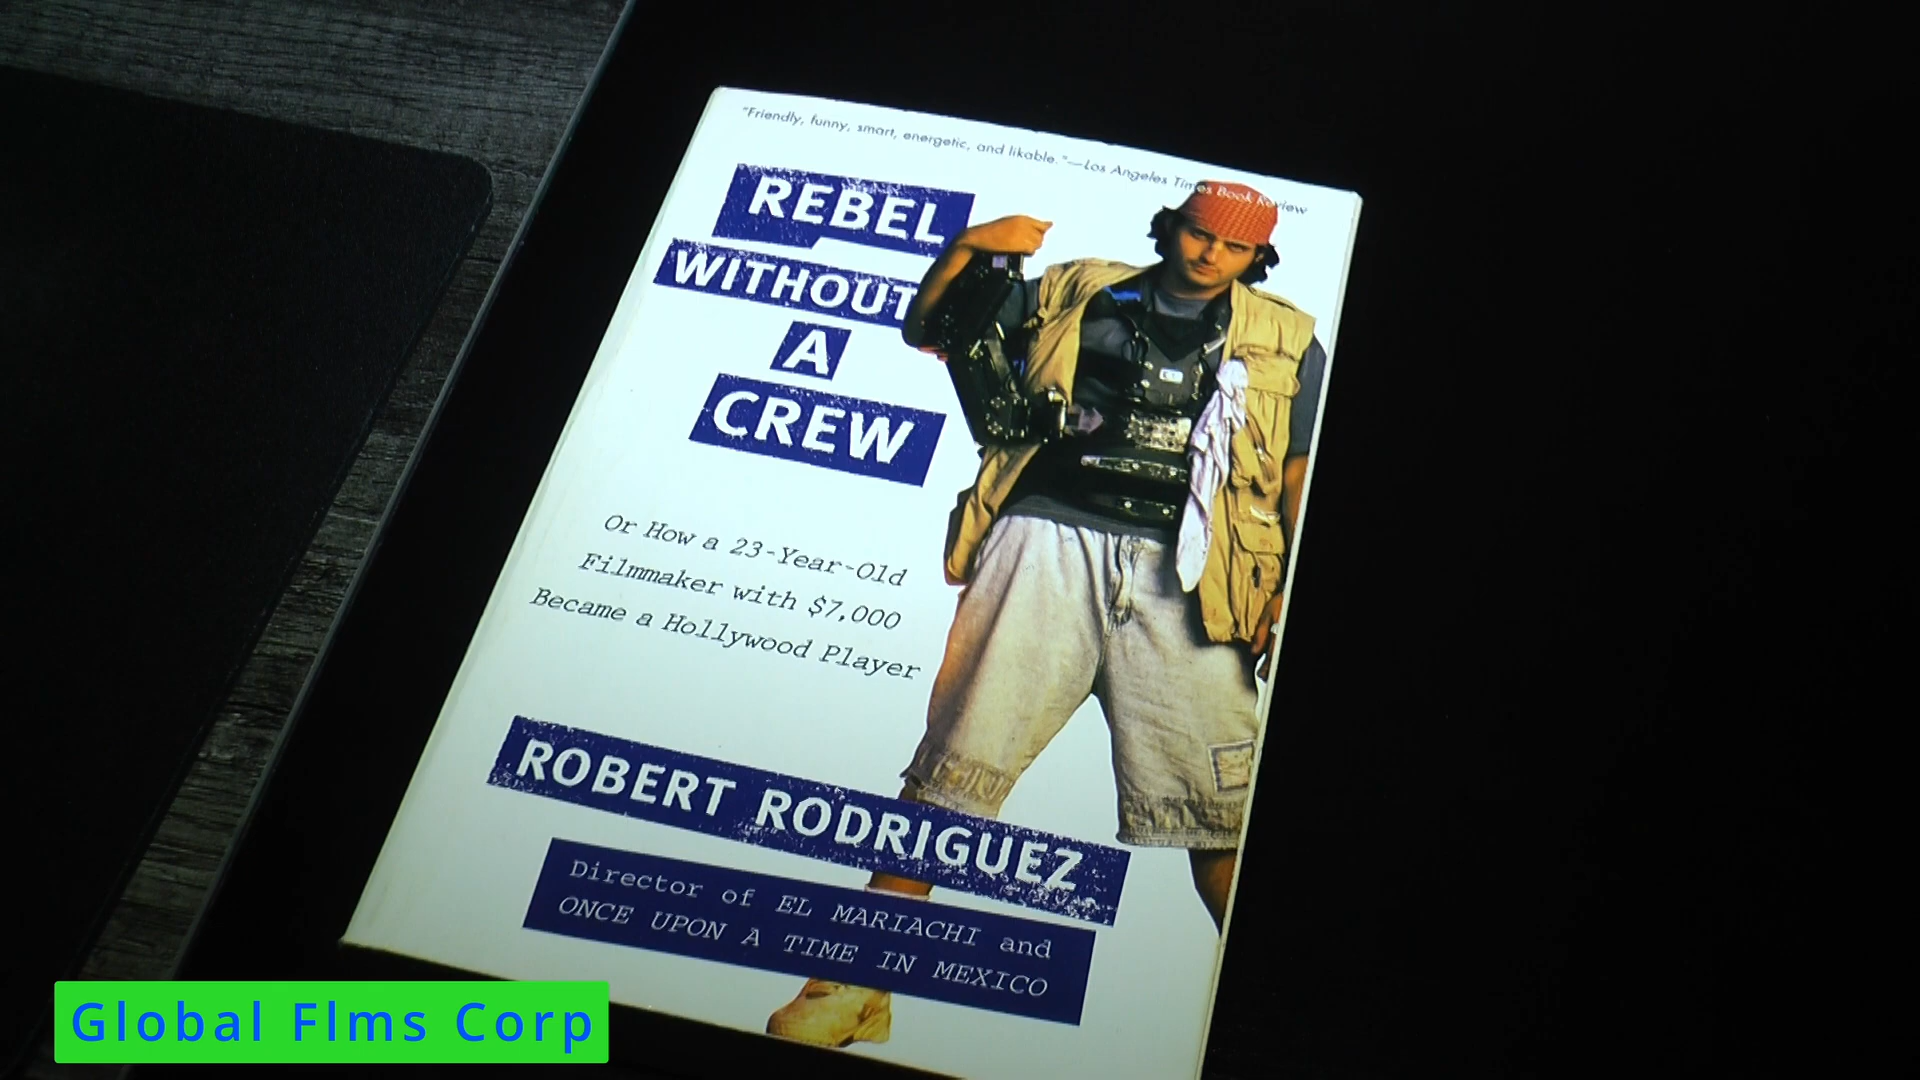 "Friendly, funny, smart, energetic, and likable."—Los Angeles Times Book Review
REBEL
WITHOUT
A
CREW
Or How a 23-Year-Old
Filmmaker with $7,000
Became a Hollywood Player
ROBERT RODRIGUEZ
Director of EL MARIACHI and
ONCE UPON A TIME IN MEXICO
Global Flms Corp